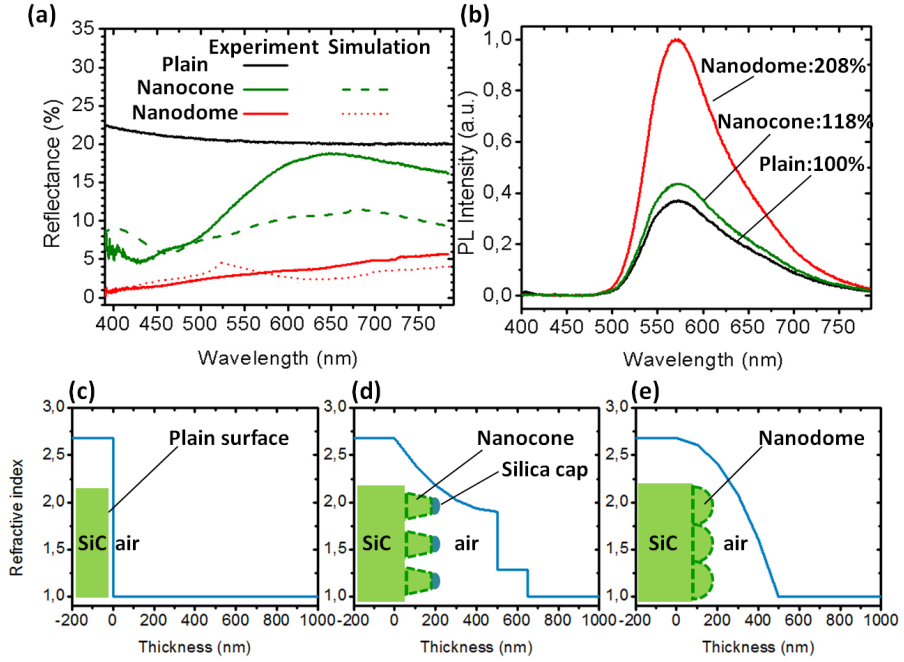 (a)
35
30
25
20
15
10
5
0
Reflectance (%)
Experiment Simulation
Plain
Nanocone
Nanodome
400 450 500 550 600 650 700 750
Wavelength (nm)
(b)
1,0
0,8
0,6
0,4
0,2
0,0
PL Intensity (a.u.)
Nanodome:208%
Nanocone:118%
Plain:100%
400 450 500 550 600 650 700 750
Wavelength (nm)
(c)
3,0
2,5
2,0
1,5
1,0
Refractive index
Plain surface
SiC air
-200 0 200 400 600 800 1000
Thickness (nm)
(d)
Nanocone
Silica cap
SiC air
-200 0 200 400 600 800 1000
Thickness (nm)
(e)
Nanodome
SiC air
-200 0 200 400 600 800 1000
Thickness (nm)